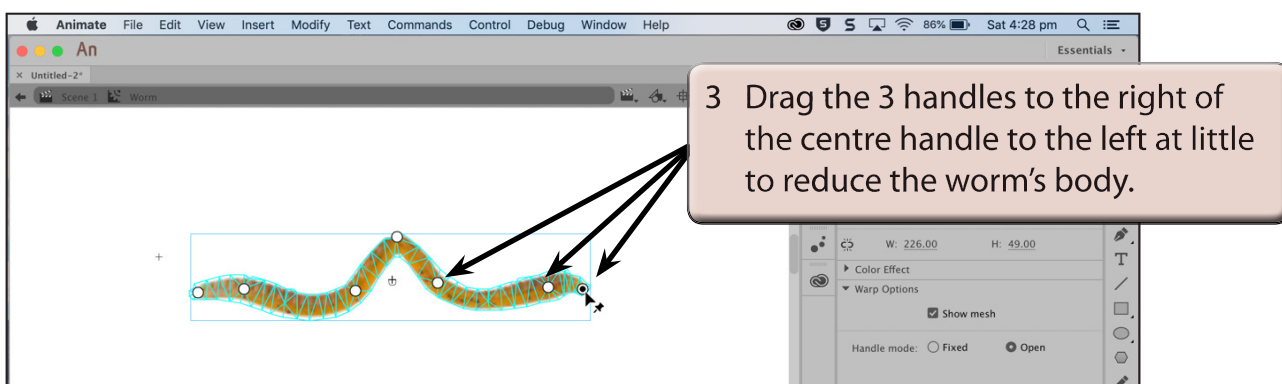 Animate File Edit View Insert Modify Text Commands Control Debug Window Help 86% Sat 4:28 pm
An
Essentials
× Untitled-2*
Scene 1 Worm
3 Drag the 3 handles to the right of
the centre handle to the left at little
to reduce the worm's body.
W: 226.00 H: 49.00
Color Effect
Warp Options
Show mesh
Handle mode: Fixed Open